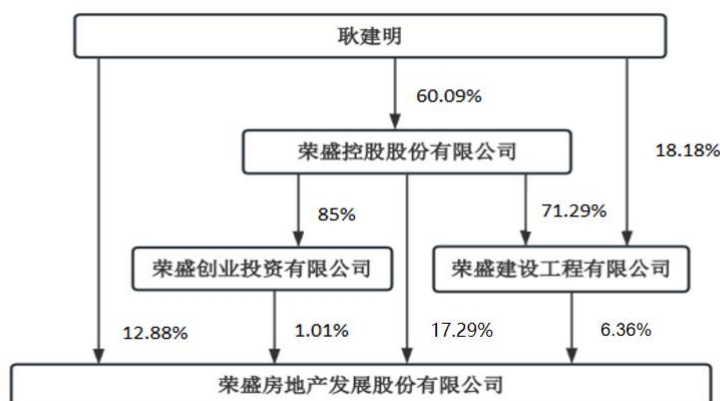 耿建明
60.09%
荣盛控股股份有限公司
18.18%
85%
71.29%
荣盛创业投资有限公司
荣盛建设工程有限公司
12.88%
1.01%
17.29%
6.36%
荣盛房地产发展股份有限公司